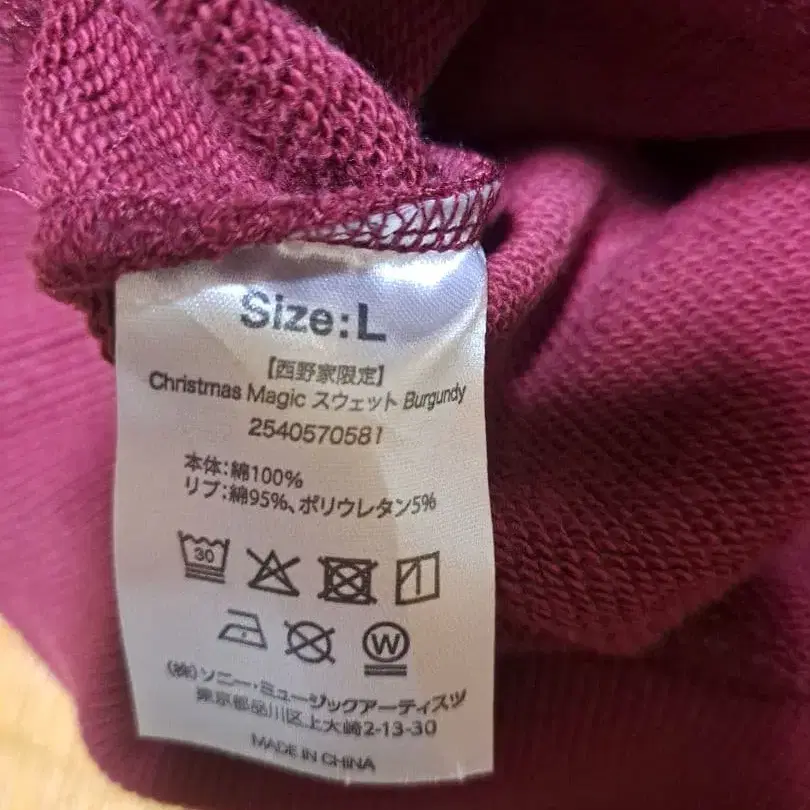 Size:L
【西野家限定】
Christmas Magic スウェット Burgundy
2540570581
本体:綿100%
リブ:綿95%、ポリウレタン5%
30
W
(株)ソニー・ミュージックアーティスツ
東京都品川区上大崎2-13-30
MADE IN CHINA